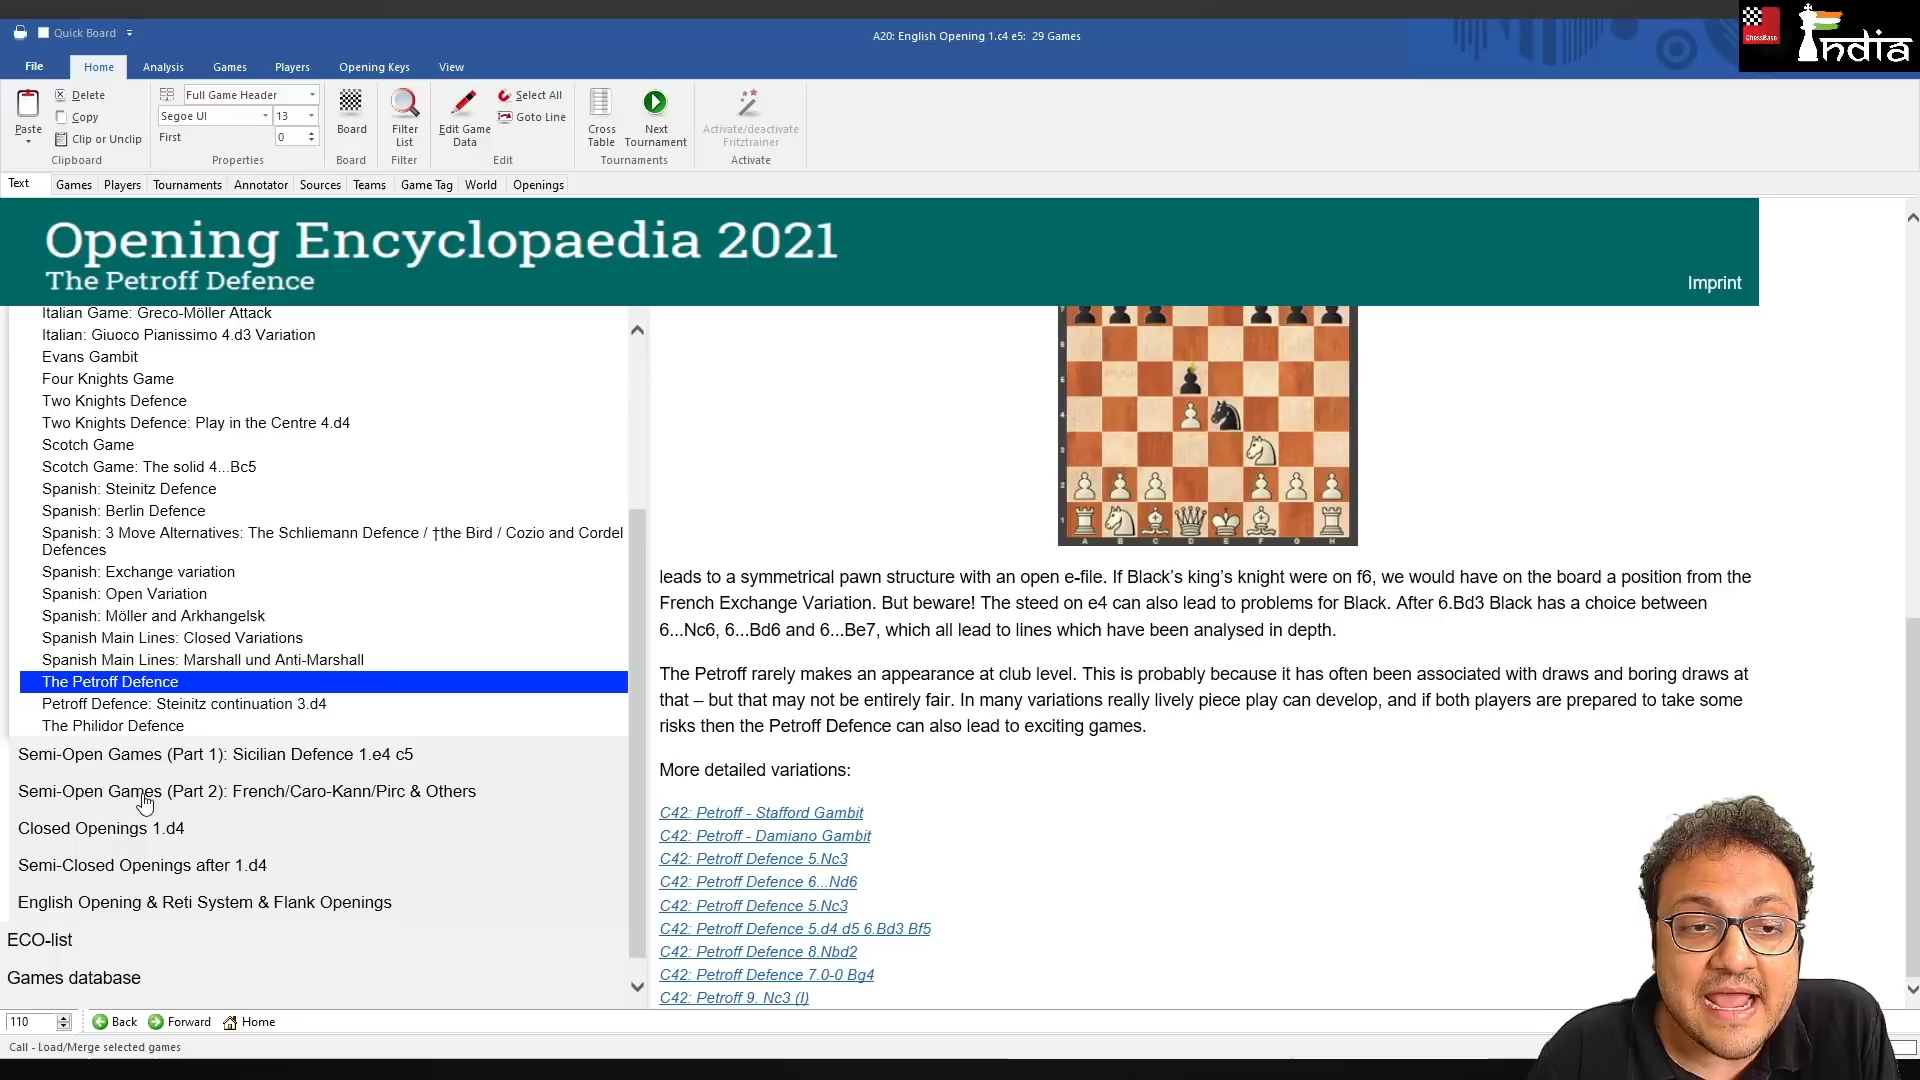 Quick Board
A20: English Opening 1.c4 e5:  29 Games
ChessBase
India
File
Home
Analysis
Games
Players
Opening Keys
View
Paste
Delete
Copy
Clip or Unclip
Clipboard
Full Game Header
Segoe UI
13
First
0
Properties
Board
Board
Filter
List
Filter
Edit Game
Data
Select All
Goto Line
Edit
Cross
Table
Next
Tournament
Tournaments
Activate/deactivate
Fritztrainer
Activate
Text
Games
Players
Tournaments
Annotator
Sources
Teams
Game Tag
World
Openings
Opening Encyclopaedia 2021
The Petroff Defence
Imprint
Italian Game: Greco-Möller Attack
Italian: Giuoco Pianissimo 4.d3 Variation
Evans Gambit
Four Knights Game
Two Knights Defence
Two Knights Defence: Play in the Centre 4.d4
Scotch Game
Scotch Game: The solid 4...Bc5
Spanish: Steinitz Defence
Spanish: Berlin Defence
Spanish: 3 Move Alternatives: The Schliemann Defence / †the Bird / Cozio and Cordel
Defences
Spanish: Exchange variation
Spanish: Open Variation
Spanish: Möller and Arkhangelsk
Spanish Main Lines: Closed Variations
Spanish Main Lines: Marshall und Anti-Marshall
The Petroff Defence
Petroff Defence: Steinitz continuation 3.d4
The Philidor Defence
Semi-Open Games (Part 1): Sicilian Defence 1.e4 c5
Semi-Open Games (Part 2): French/Caro-Kann/Pirc & Others
Closed Openings 1.d4
Semi-Closed Openings after 1.d4
English Opening & Reti System & Flank Openings
ECO-list
Games database
7
6
5
4
3
2
1
A B C D E F G H
leads to a symmetrical pawn structure with an open e-file. If Black's king's knight were on f6, we would have on the board a position from the
French Exchange Variation. But beware! The steed on e4 can also lead to problems for Black. After 6.Bd3 Black has a choice between
6...Nc6, 6...Bd6 and 6...Be7, which all lead to lines which have been analysed in depth.
The Petroff rarely makes an appearance at club level. This is probably because it has often been associated with draws and boring draws at
that – but that may not be entirely fair. In many variations really lively piece play can develop, and if both players are prepared to take some
risks then the Petroff Defence can also lead to exciting games.
More detailed variations:
C42: Petroff - Stafford Gambit
C42: Petroff - Damiano Gambit
C42: Petroff Defence 5.Nc3
C42: Petroff Defence 6...Nd6
C42: Petroff Defence 5.Nc3
C42: Petroff Defence 5.d4 d5 6.Bd3 Bf5
C42: Petroff Defence 8.Nbd2
C42: Petroff Defence 7.0-0 Bg4
C42: Petroff 9. Nc3 (I)
110
Back
Forward
Home
Call - Load/Merge selected games